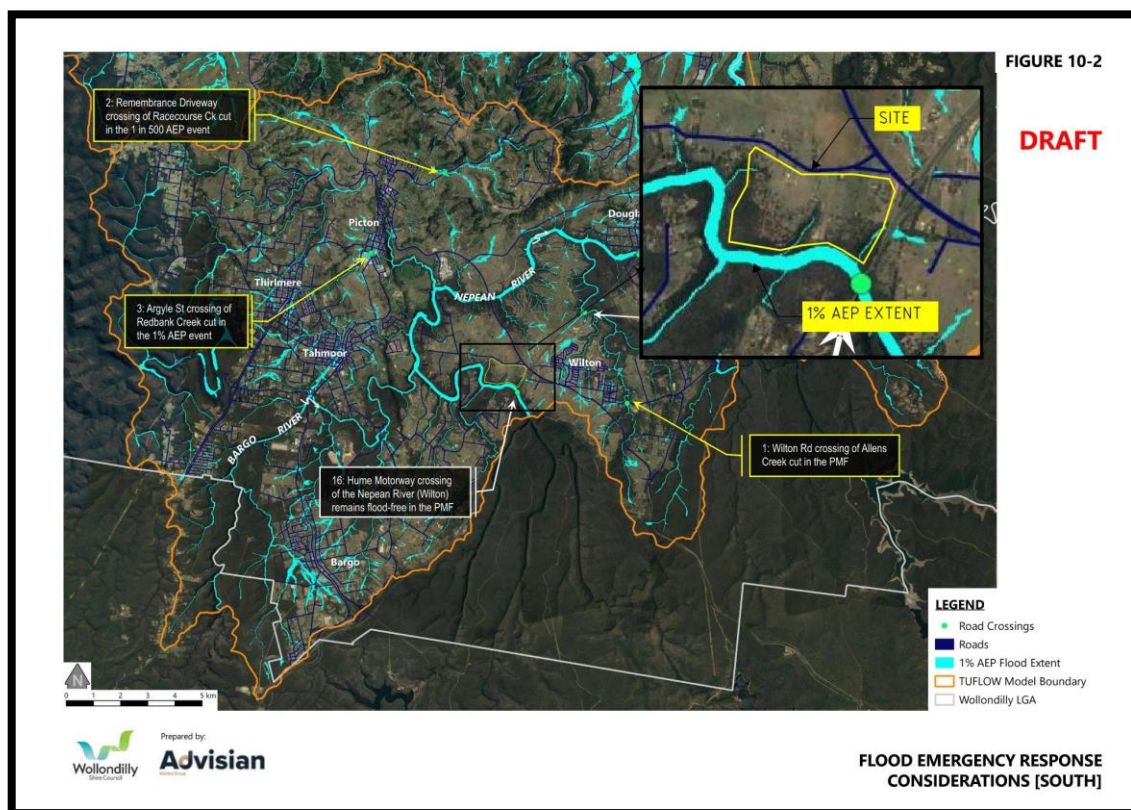 FIGURE 10-2
DRAFT
2: Remembrance Driveway
crossing of Racecourse Ck cut
in the 1 in 500 AEP event
SITE
1% AEP EXTENT
Picton
Dougla
Thirlmere
NEPEAN RIVER
3: Argyle St crossing of
Redbank Creek cut in
the 1% AEP event
Tahmoor
Wilton
BARGO RIVER
1: Wilton Rd crossing of Allens
Creek cut in the PMF
16: Hume Motorway crossing
of the Nepean River (Wilton)
remains flood-free in the PMF
Bargo
LEGEND
Road Crossings
Roads
1% AEP Flood Extent
TUFLOW Model Boundary
Wollondilly LGA
N
0 1 2 3 4 5 km
Wollondilly
Shire Council
Prepared by:
Advisian
Worley Group
FLOOD EMERGENCY RESPONSE
CONSIDERATIONS [SOUTH]